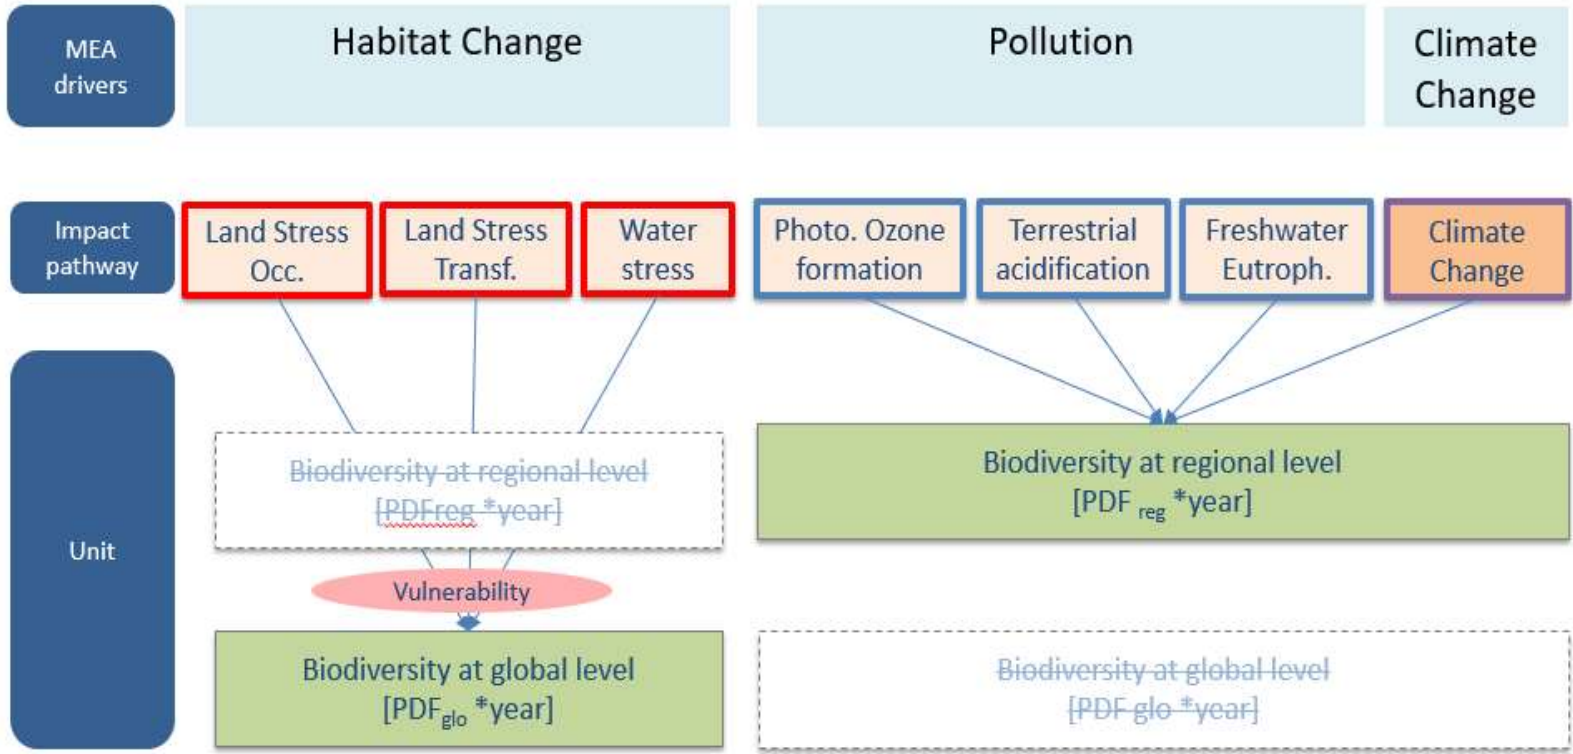 MEA
drivers
Habitat Change
Pollution
Climate
Change
Impact
pathway
Land Stress
Occ.
Land Stress
Transf.
Water
stress
Photo. Ozone
formation
Terrestrial
acidification
Freshwater
Eutroph.
Climate
Change
Unit
Biodiversity at regional level
[PDFreg *year]
Biodiversity at regional level
[PDF reg *year]
Vulnerability
Biodiversity at global level
[PDFglo *year]
Biodiversity at global level
[PDF glo *year]